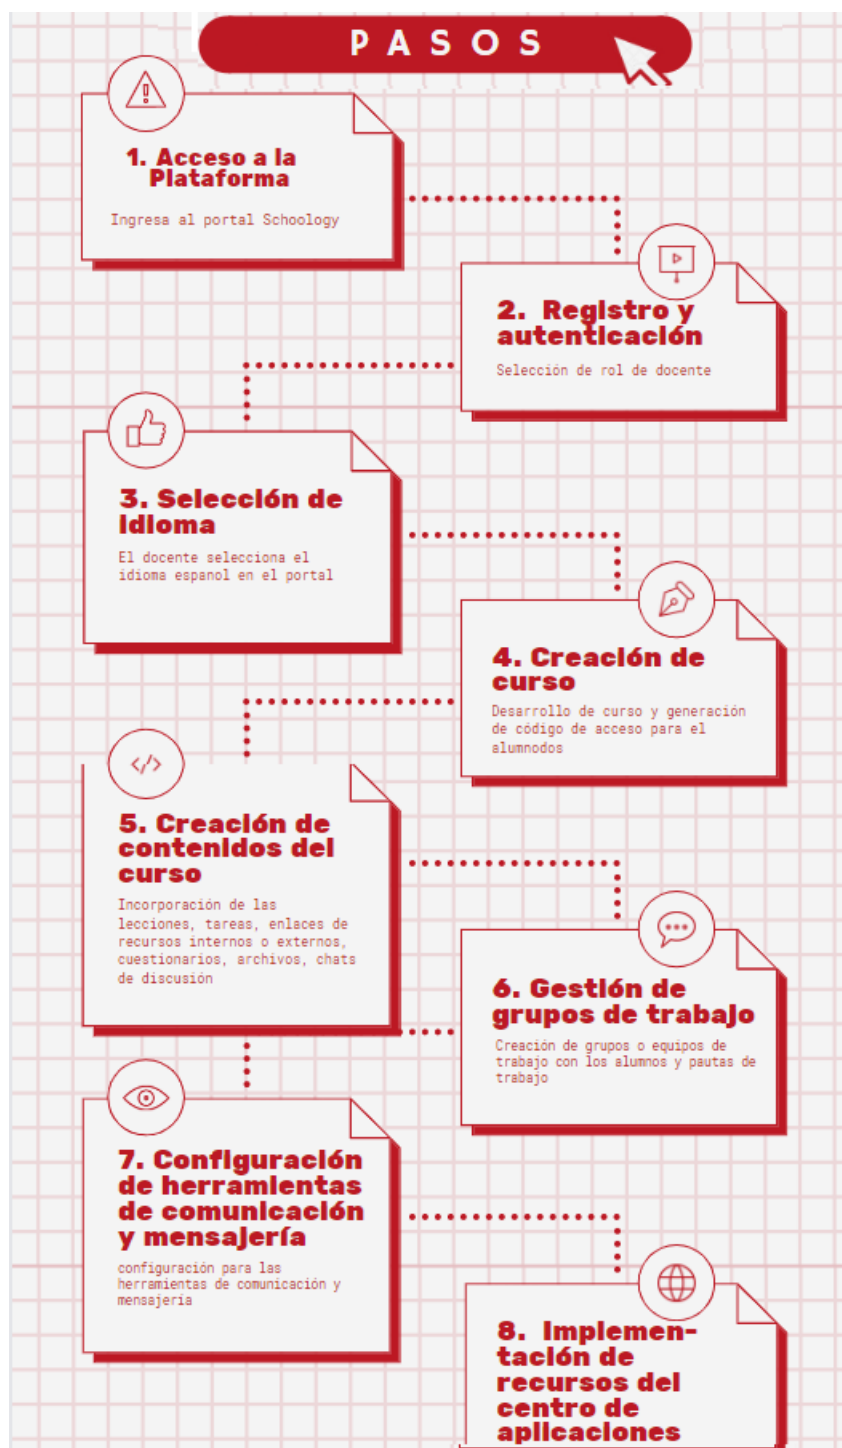 PASOS
1. Acceso a la
Plataforma
Ingresa al portal Schoology
2. Registro y
autenticación
Selección de rol de docente
3. Selección de
idioma
El docente selecciona el
idioma espanol en el portal
4. Creación de
curso
Desarrollo de curso y generación
de código de acceso para el
alumnodos
5. Creación de
contenidos del
curso
Incorporación de las
lecciones, tareas, enlaces de
recursos internos o externos,
cuestionarios, archivos, chats
de discusión
6. Gestión de
grupos de trabajo
Creación de grupos o equipos de
trabajo con los alumnos y pautas de
trabajo
7. Configuración
de herramientas
de comunicación
y mensajería
configuración para las
herramientas de comunicación y
mensajería
8. Implemen-
tación de
recursos del
centro de
aplicaciones